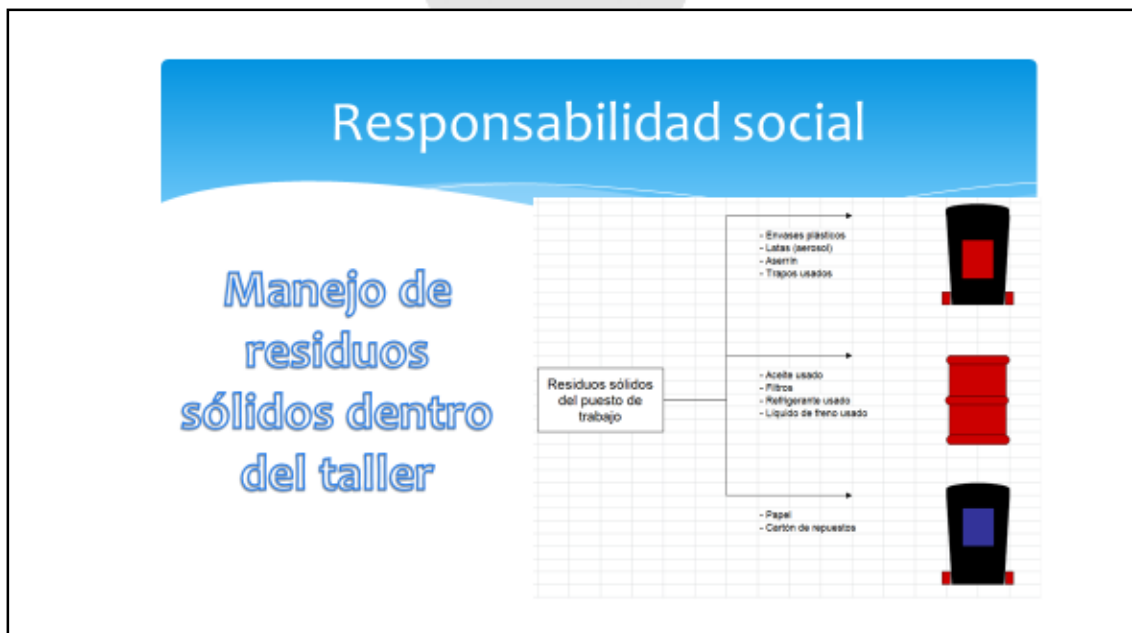 Responsabilidad social
Manejo de
residuos
sólidos dentro
del taller
Residuos sólidos
del puesto de
trabajo
- Envases plásticos
- Latas (aerosol)
- Aserrín
- Trapos usados
- Aceite usado
- Filtros
- Refrigerante usado
- Líquido de freno usado
- Papel
- Cartón de repuestos